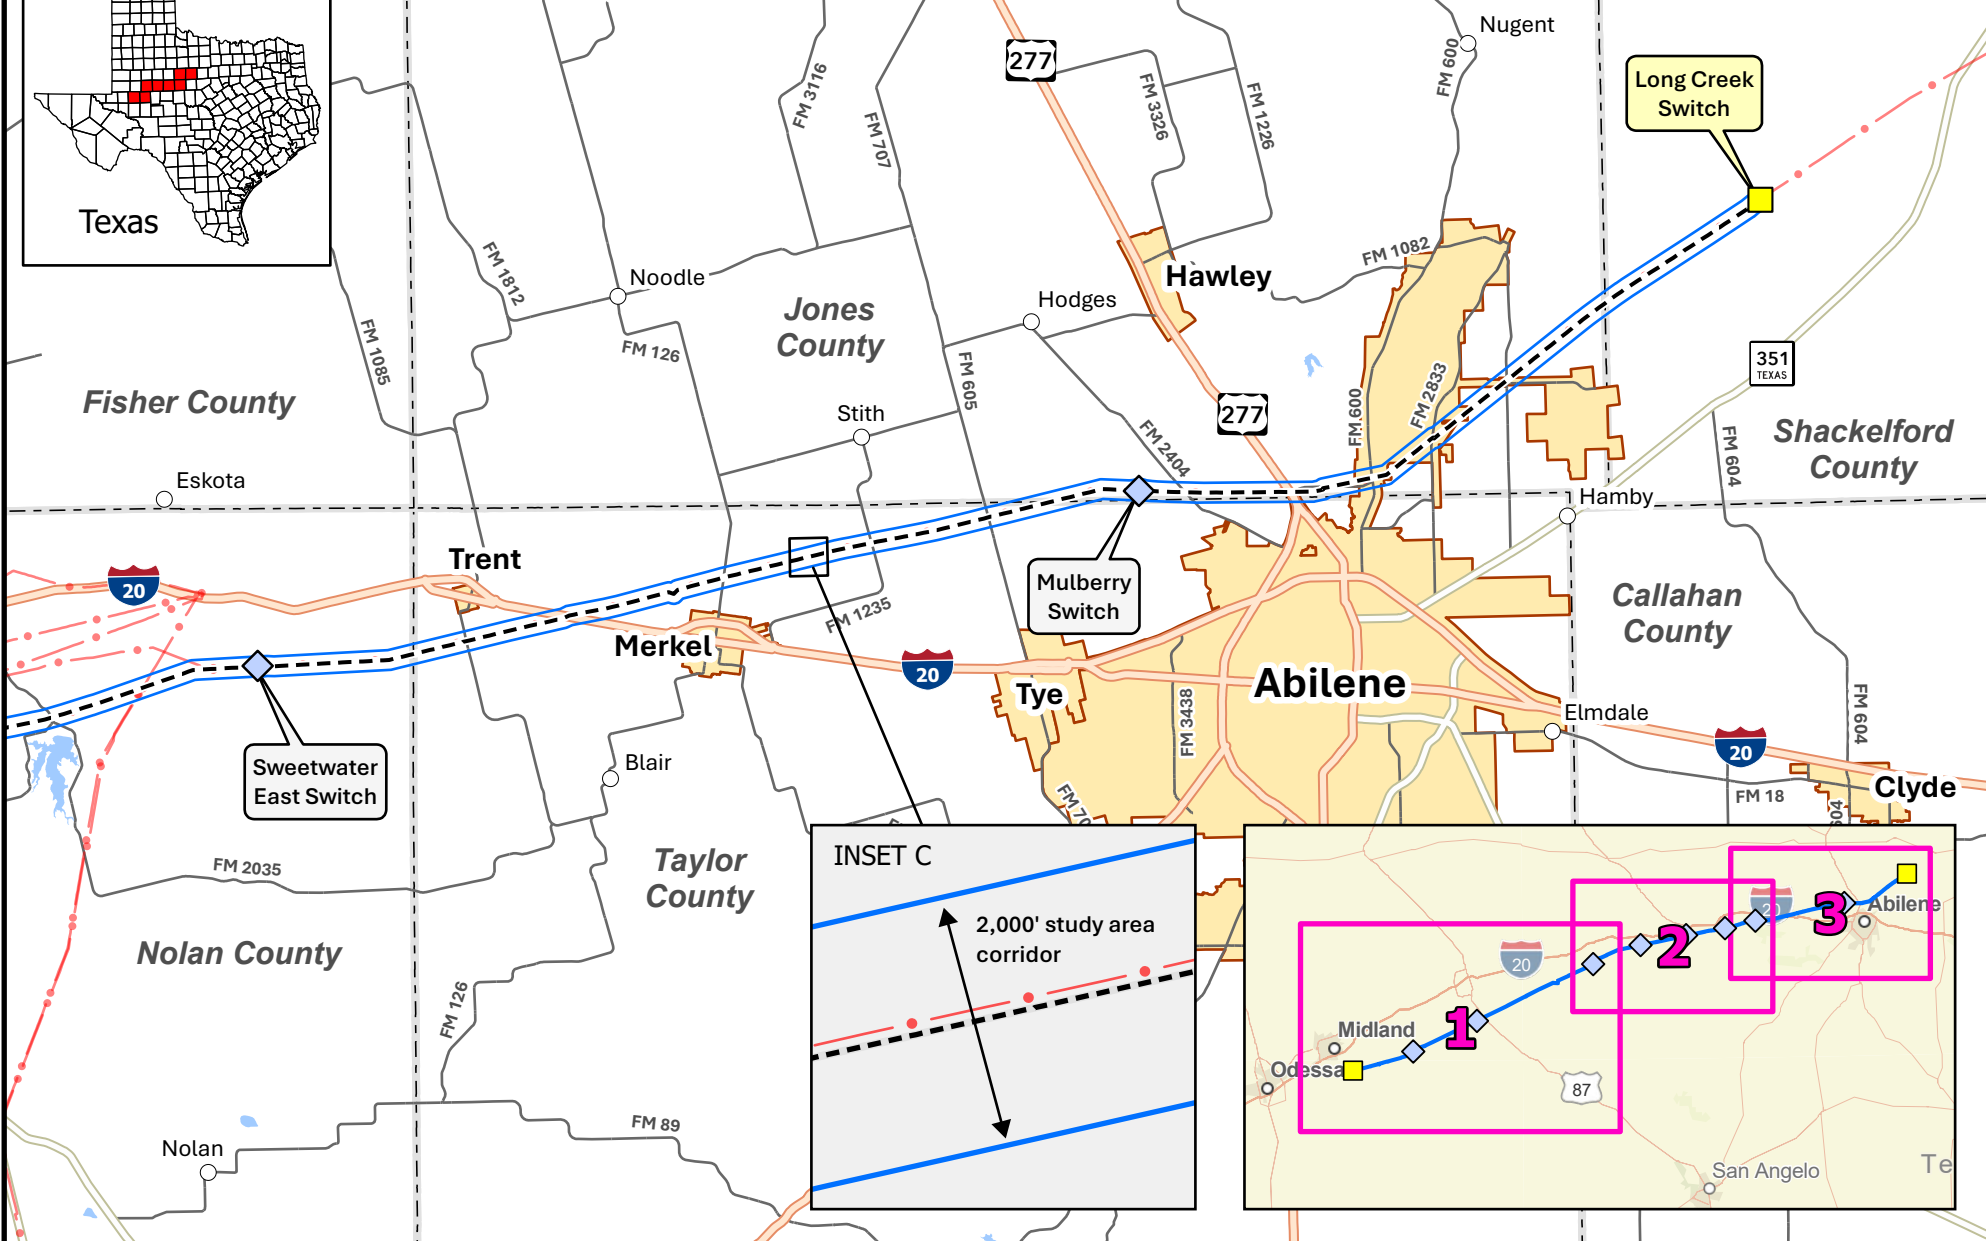 Texas
Nugent
277
FM 3116
FM 3326
FM 1226
FM 600
FM 707
Long Creek
Switch
FM 1812
Noodle
Hawley
FM 1082
Hodges
Jones
County
FM 1085
FM 126
FM 605
351
TEXAS
FM 600
FM 2833
Fisher County
Stith
277
FM 2404
Shackelford
County
FM 604
Eskota
Hamby
Trent
20
Mulberry
Switch
Callahan
County
FM 1235
Merkel
20
Tye
Abilene
FM 3438
Elmdale
FM 604
20
Sweetwater
East Switch
Blair
Clyde
FM 18
604
FM 70
FM 2035
Taylor
County
Nolan County
FM 126
FM 89
Nolan
INSET C
2,000' study area
corridor
20
3
Abilene
2
20
1
Midland
Odessa
87
San Angelo
Te